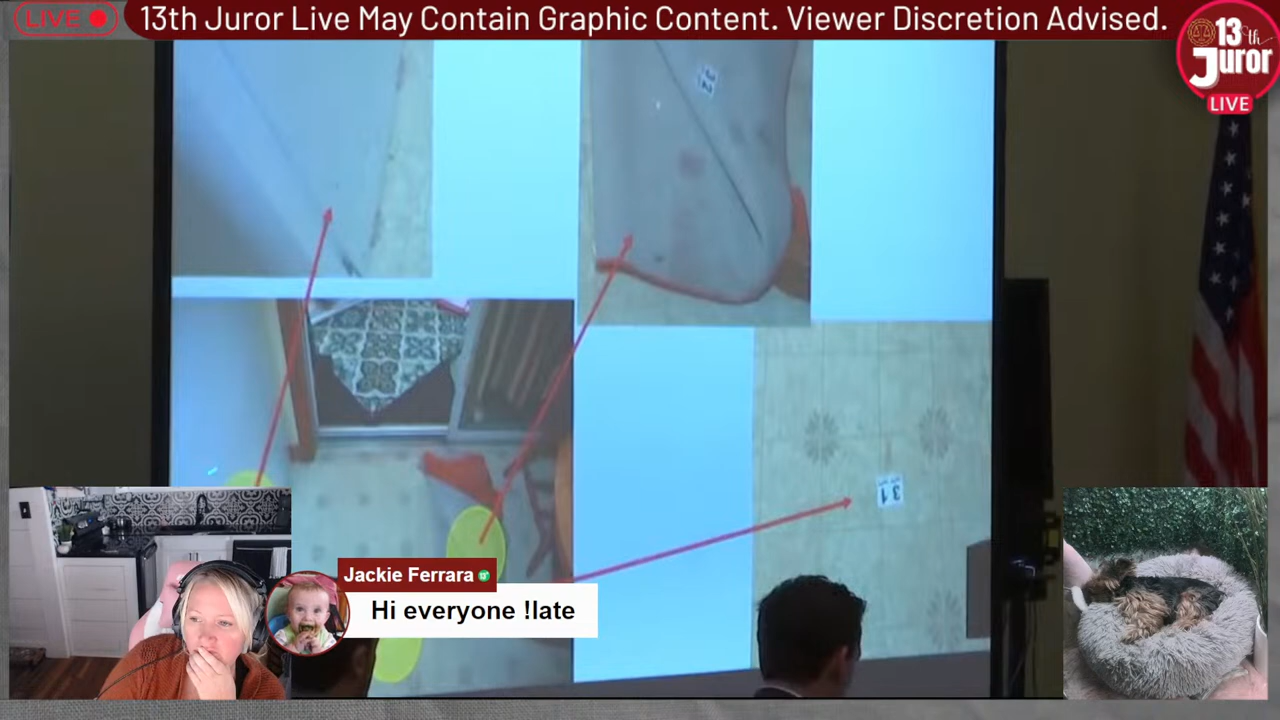 LIVE
13th Juror Live May Contain Graphic Content. Viewer Discretion Advised.
13th
Juror
LIVE
31
Jackie Ferrara
Hi everyone !late